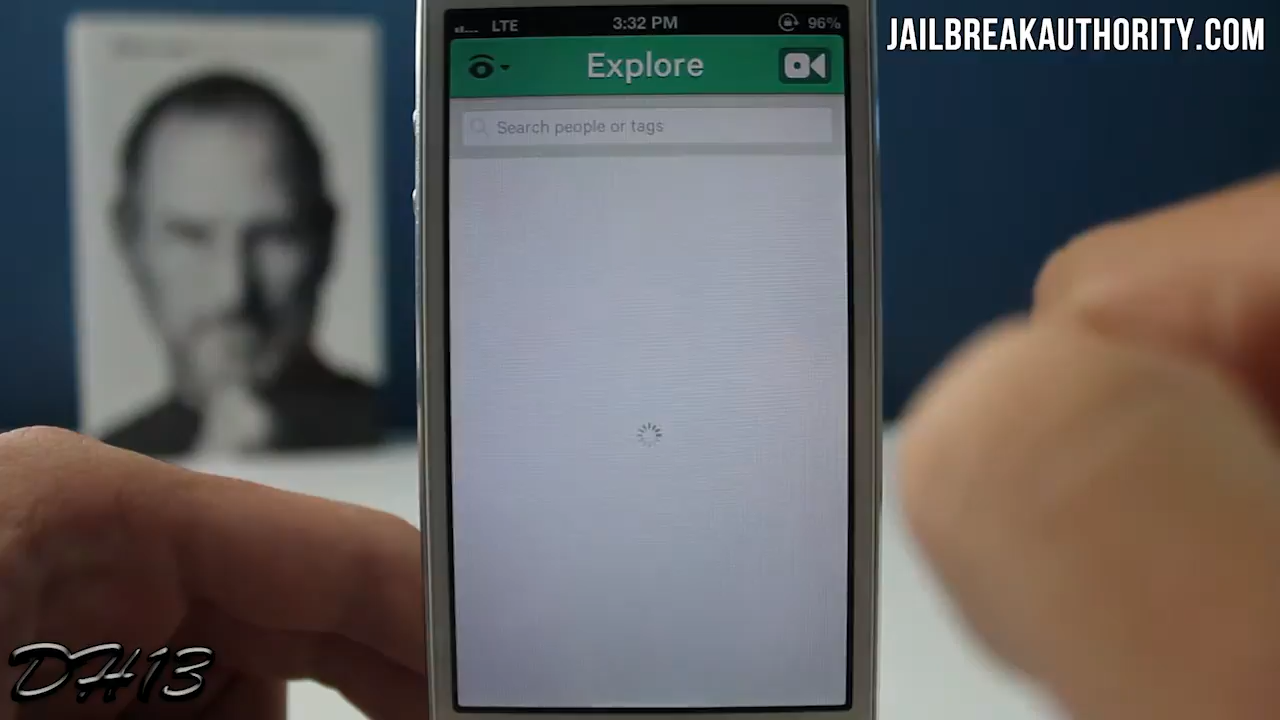 LTE
3:32 PM
96%
JAILBREAKAUTHORITY.COM
Explore
Search people or tags
DH13